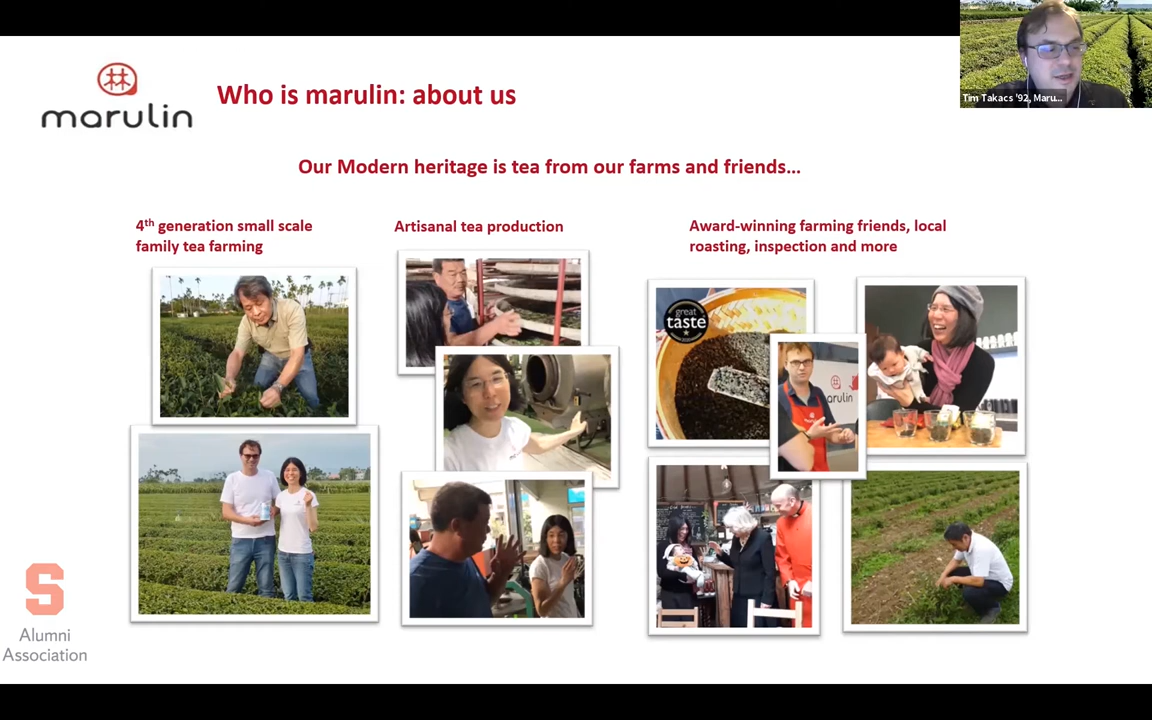 林
marulin
Who is marulin: about us
Tim Takacs '92, Maru...
Our Modern heritage is tea from our farms and friends...
4th generation small scale
family tea farming
Artisanal tea production
Award-winning farming friends, local
roasting, inspection and more
great
taste
marulin
S
Alumni
Association